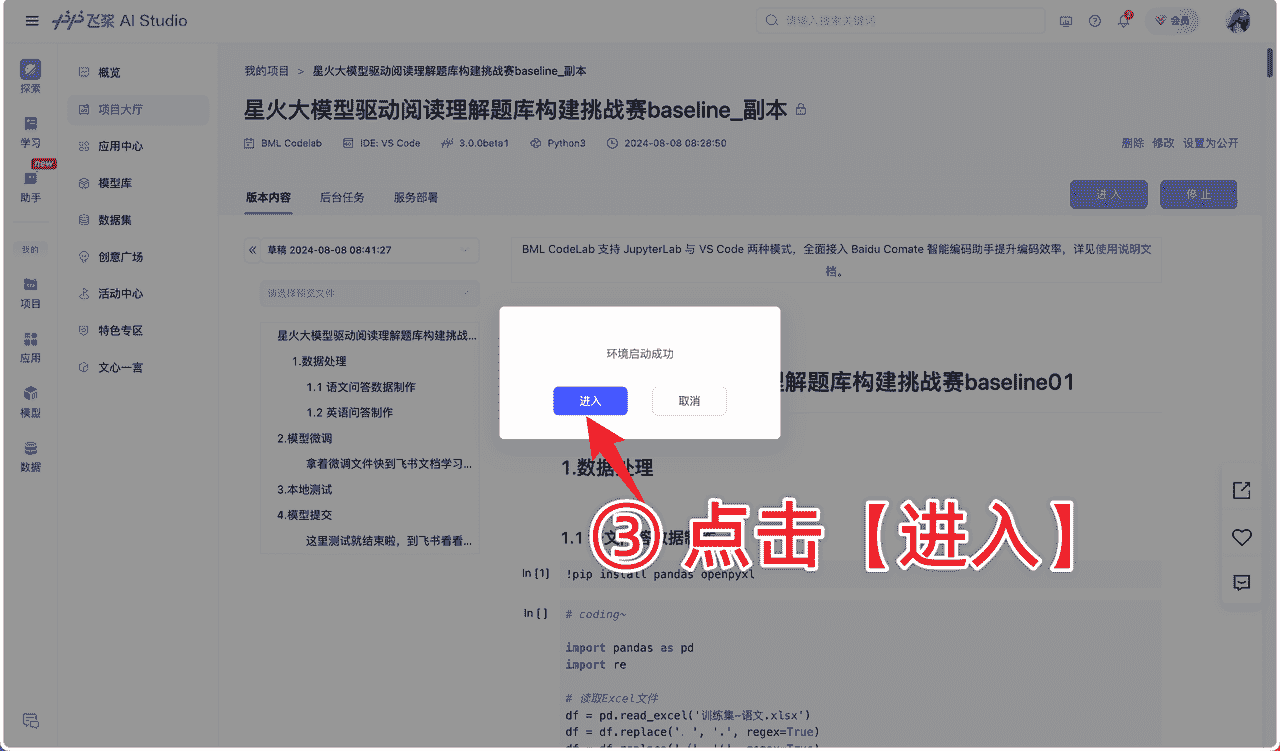 飞桨 AI Studio
请输入搜索关键词
会员
探索
学习
new
助手
我的
项目
应用
模型
数据
概览
项目大厅
应用中心
模型库
数据集
创意广场
活动中心
特色专区
文心一言
我的项目 > 星火大模型驱动阅读理解题库构建挑战赛baseline_副本
星火大模型驱动阅读理解题库构建挑战赛baseline_副本
BML Codelab IDE: VS Code 3.0.0beta1 Python3 2024-08-08 08:28:50
删除 修改 设置为公开
版本内容 后台任务 服务部署
进入 停止
« 草稿 2024-08-08 08:41:27
请选择预览文件
星火大模型驱动阅读理解题库构建挑战...
1.数据处理
1.1 语文问答数据制作
1.2 英语问答制作
2.模型微调
拿着微调文件快到飞书文档学习...
3.本地测试
4.模型提交
这里测试就结束啦，到飞书看看...
BML CodeLab 支持 JupyterLab 与 VS Code 两种模式，全面接入 Baidu Comate 智能编码助手提升编码效率，详见使用说明文
档。
环境启动成功
进入 取消
解题库构建挑战赛baseline01
1.数据处理
③ 点击【进入】
1.1
In [1] !pip install pandas openpyxl
In [ ] # coding~
import pandas as pd
import re
# 读取Excel文件
df = pd.read_excel('训练集-语文.xlsx')
df = df.replace('．', '.', regex=True)